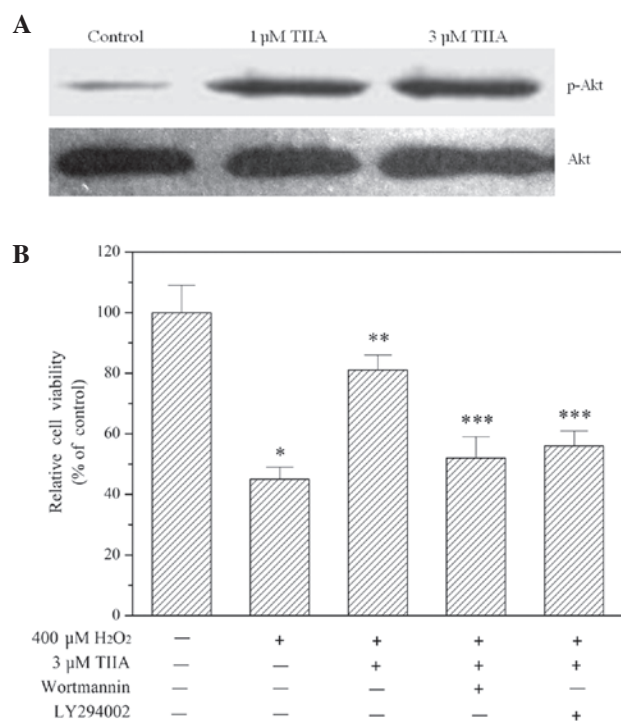 A
Control 1 µM TIIA 3 µM TIIA
p-Akt
Akt
B
120
100
80
60
40
20
0
Relative cell viability
(% of control)
*
**
***
***
400 µM H2O2 — + + + +
3 µM TIIA — — + + +
Wortmannin — — — + —
LY294002 — — — — +